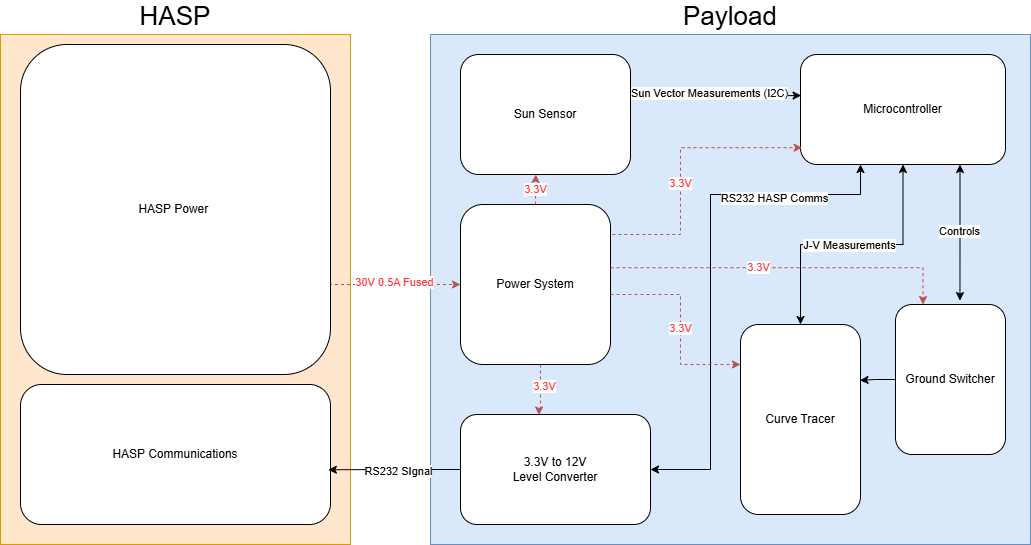 HASP
Payload
HASP Power
HASP Communications
30V 0.5A Fused
RS232 SIgnal
Sun Sensor
Sun Vector Measurements (I2C)
Microcontroller
3.3V
3.3V
RS232 HASP Comms
Power System
J-V Measurements
Controls
3.3V
3.3V
3.3V
Ground Switcher
Curve Tracer
3.3V to 12V
Level Converter